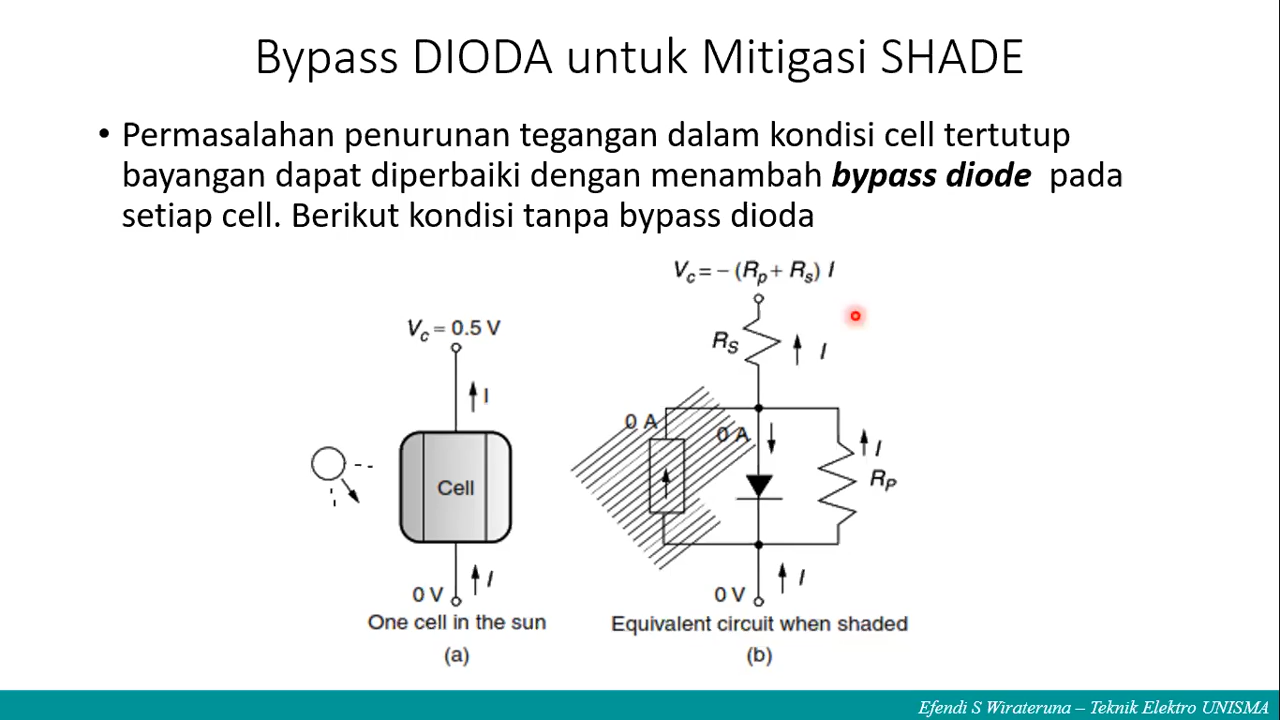 Bypass DIODA untuk Mitigasi SHADE
• Permasalahan penurunan tegangan dalam kondisi cell tertutup
bayangan dapat diperbaiki dengan menambah bypass diode pada
setiap cell. Berikut kondisi tanpa bypass dioda
Vc = 0.5 V
I
Cell
0 V
I
One cell in the sun
(a)
Vc = – (Rp + Rs) I
RS
I
0 A
0 A
I
RP
0 V
I
Equivalent circuit when shaded
(b)
Efendi S Wirateruna – Teknik Elektro UNISMA